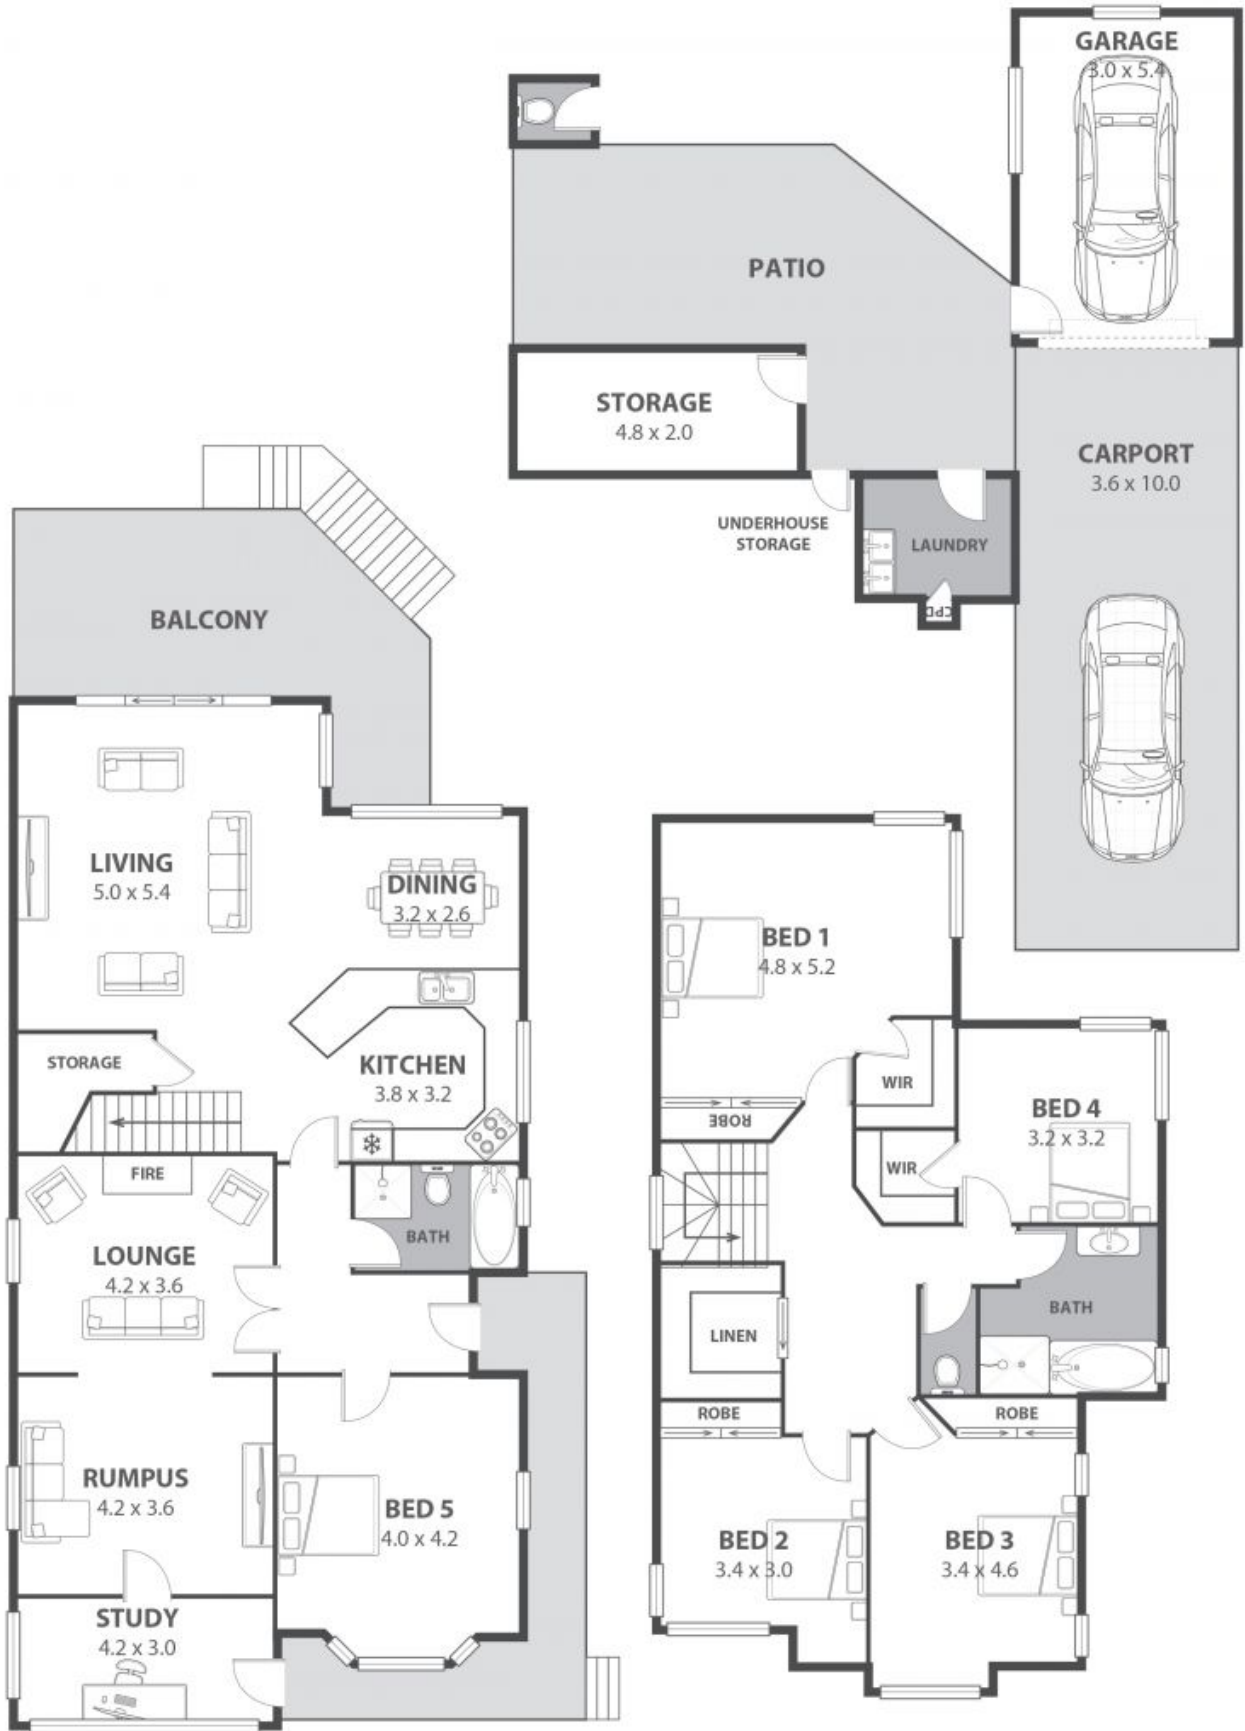 GARAGE
3.0 x 5.4
PATIO
STORAGE
4.8 x 2.0
CARPORT
3.6 x 10.0
UNDERHOUSE
STORAGE
LAUNDRY
CPD
BALCONY
LIVING
5.0 x 5.4
DINING
3.2 x 2.6
STORAGE
KITCHEN
3.8 x 3.2
FIRE
LOUNGE
4.2 x 3.6
BATH
RUMPUS
4.2 x 3.6
BED 5
4.0 x 4.2
STUDY
4.2 x 3.0
BED 1
4.8 x 5.2
WIR
ROBE
BED 4
3.2 x 3.2
WIR
BATH
LINEN
ROBE
ROBE
BED 2
3.4 x 3.0
BED 3
3.4 x 4.6